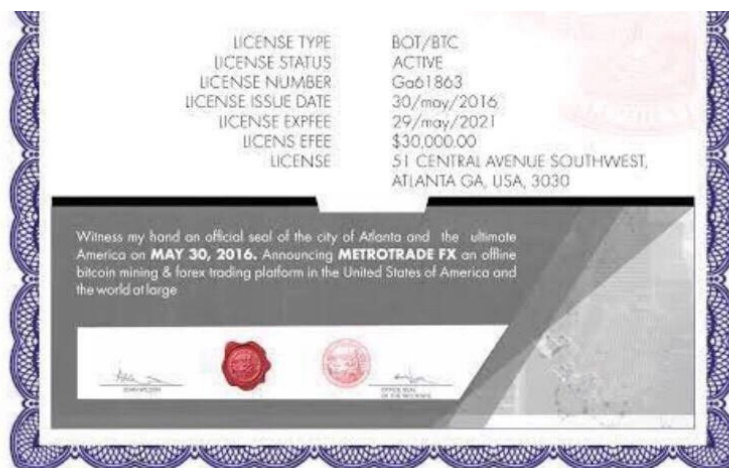 LICENSE TYPE BOT/BTC
LICENSE STATUS ACTIVE
LICENSE NUMBER Ga61863
LICENSE ISSUE DATE 30/may/2016
LICENSE EXPFEE 29/may/2021
LICENS EFEE $30,000.00
LICENSE 51 CENTRAL AVENUE SOUTHWEST,
ATLANTA GA, USA, 3030
Witness my hand an official seal of the city of Atlanta and the ultimate
America on MAY 30, 2016. Announcing METROTRADE FX an offline
bitcoin mining & forex trading platform in the United States of America and
the world at large